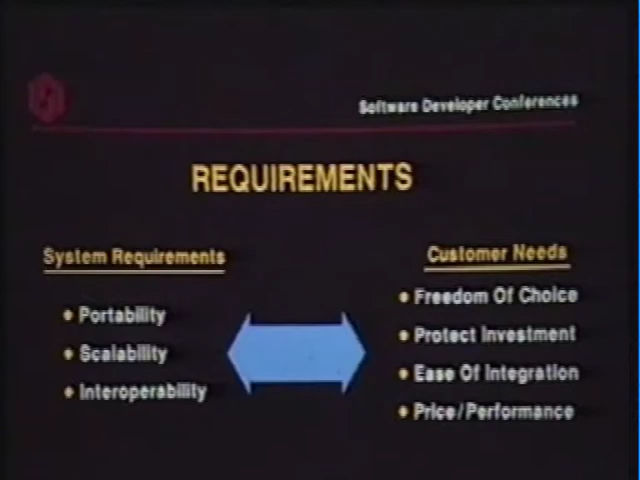 Software Developer Conferences
REQUIREMENTS
System Requirements
Customer Needs
• Portability
• Scalability
• Interoperability
• Freedom Of Choice
• Protect Investment
• Ease Of Integration
• Price/Performance